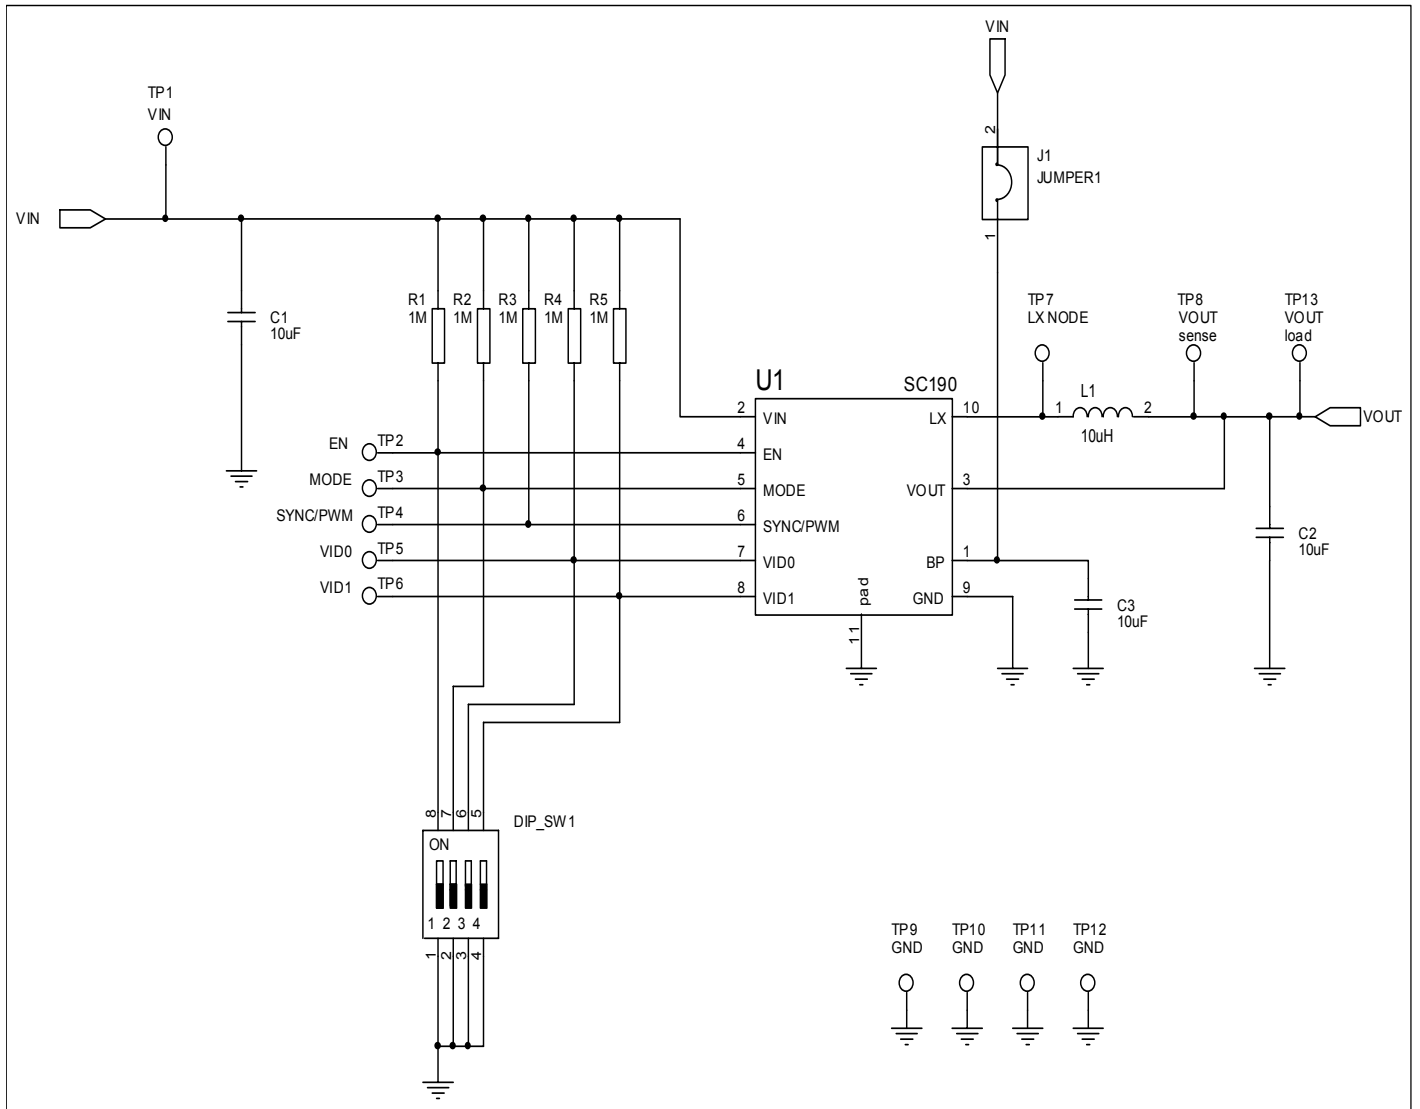 VIN
TP1
VIN
2
J1
JUMPER1
VIN
1
R1
1M
R2
1M
R3
1M
R4
1M
R5
1M
C1
10uF
TP7
LX NODE
TP8
VOUT
sense
TP13
VOUT
load
U1
SC190
L1
2
VIN
LX
10
1
2
10uH
VOUT
EN
TP2
4
EN
MODE
TP3
5
MODE
VOUT
3
SYNC/PWM
TP4
6
SYNC/PWM
C2
10uF
VID0
TP5
7
VID0
BP
1
VID1
TP6
8
VID1
pad
GND
9
C3
10uF
11
8
7
6
5
DIP_SW1
ON
1 2 3 4
1
2
3
4
TP9
GND
TP10
GND
TP11
GND
TP12
GND